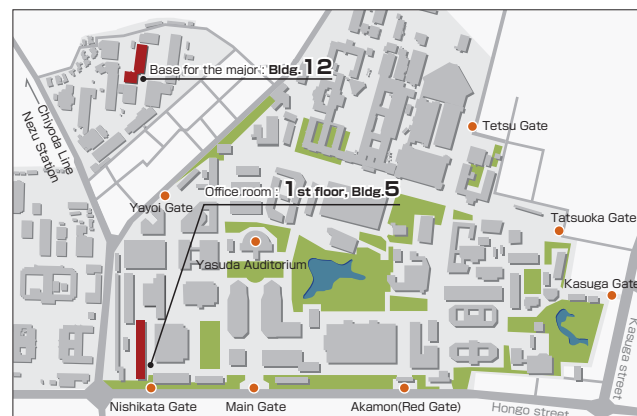 Base for the major : Bldg.12
Chiyoda Line
Nezu Station
Tetsu Gate
Office room : 1st floor, Bldg.5
Yayoi Gate
Tatsuoka Gate
Yasuda Auditorium
Kasuga Gate
Kasuga street
Nishikata Gate
Main Gate
Akamon(Red Gate)
Hongo street